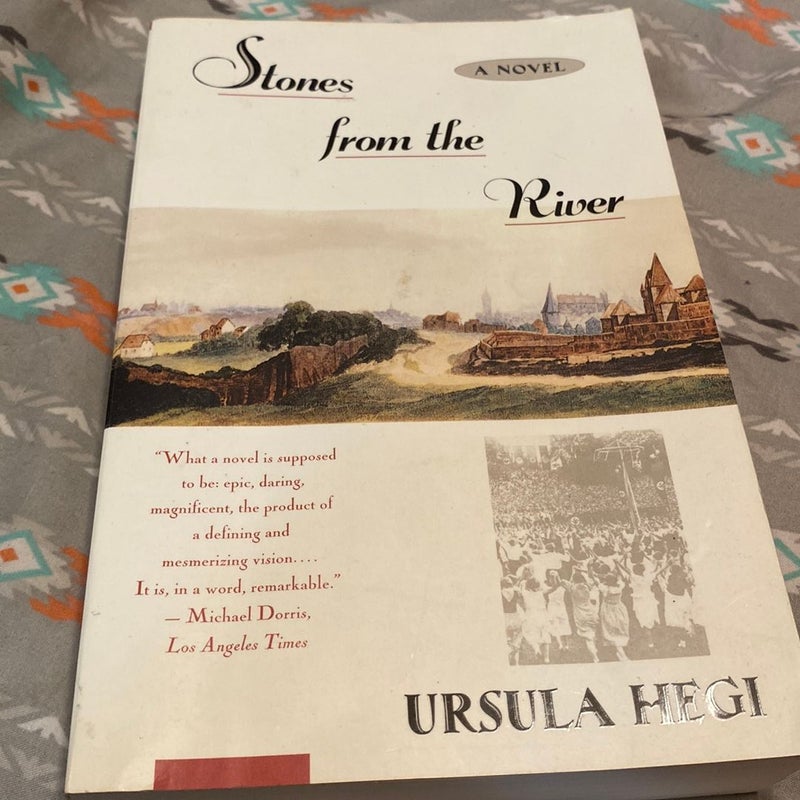 Stones
A NOVEL
from the
River
“What a novel is supposed
to be: epic, daring,
magnificent, the product of
a defining and
mesmerizing vision....
It is, in a word, remarkable.”
— Michael Dorris,
Los Angeles Times
URSULA HEGI